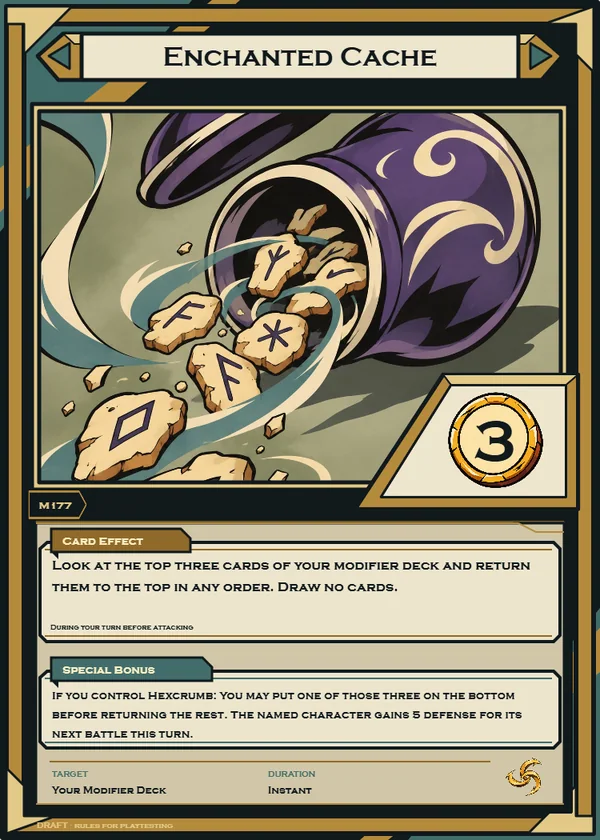 Enchanted Cache
3
M177
Card Effect
Look at the top three cards of your modifier deck and return
them to the top in any order. Draw no cards.
During your turn before attacking
Special Bonus
If you control Hexcrumb: You may put one of those three on the bottom
before returning the rest. The named character gains 5 defense for its
next battle this turn.
Target
Duration
Your Modifier Deck
Instant
DRAFT · Rules for playtesting